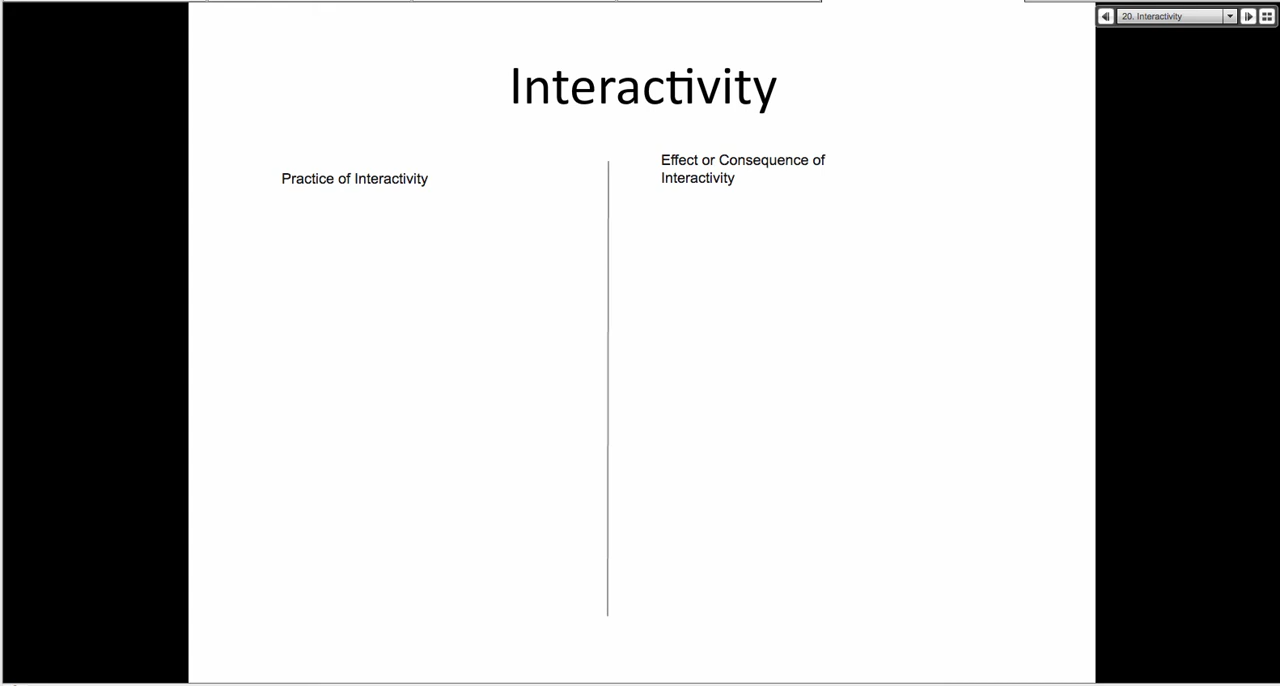 20. Interactivity
Interactivity
Practice of Interactivity
Effect or Consequence of
Interactivity